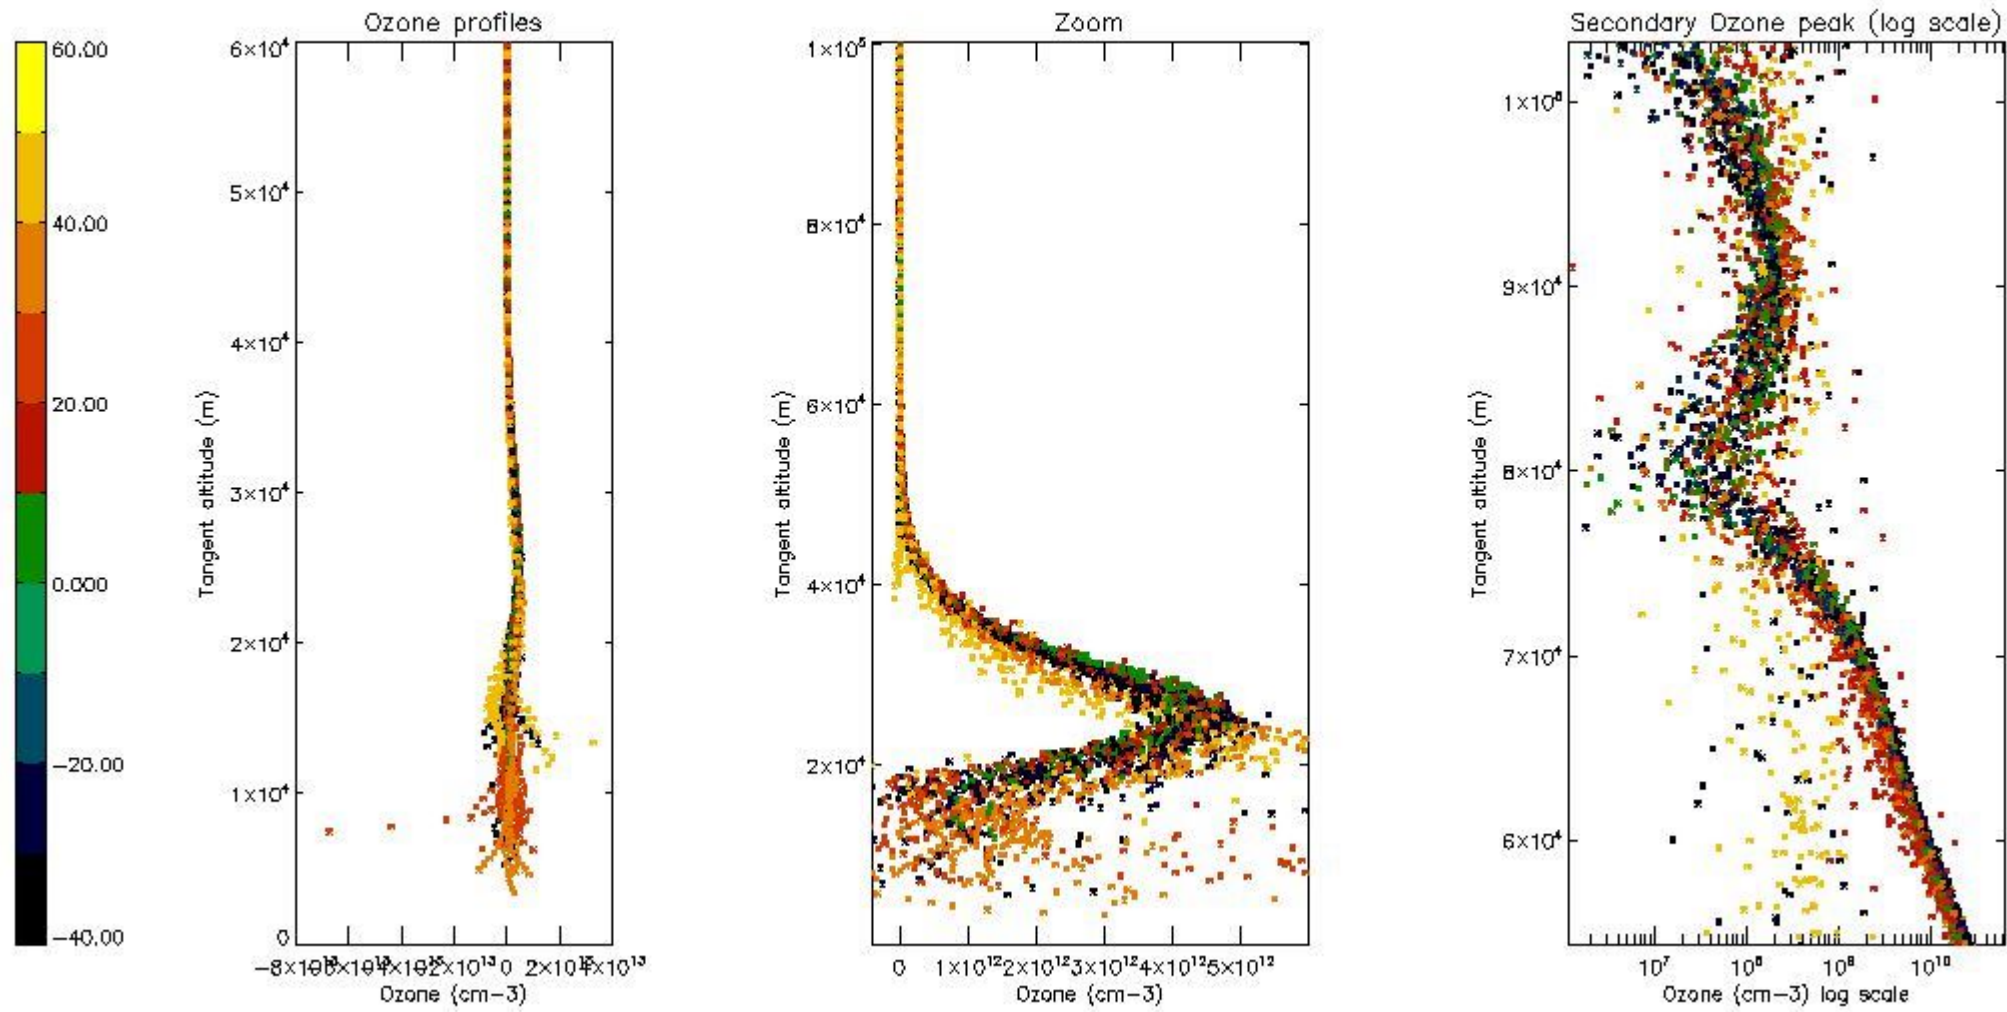 Ozone profiles
Zoom
Secondary Ozone peak (log scale)
60.00
40.00
20.00
0.000
−20.00
−40.00
6×10⁴
5×10⁴
4×10⁴
3×10⁴
2×10⁴
1×10⁴
0
Tangent altitude (m)
2×10¹³
0
4×10¹³
Ozone (cm−3)
1×10⁵
8×10⁴
6×10⁴
4×10⁴
2×10⁴
Tangent altitude (m)
0 1×10¹² 2×10¹² 3×10¹² 4×10¹² 5×10¹²
Ozone (cm−3)
1×10⁵
9×10⁴
8×10⁴
7×10⁴
6×10⁴
Tangent altitude (m)
10⁷ 10⁸ 10⁹ 10¹⁰
Ozone (cm−3) log scale